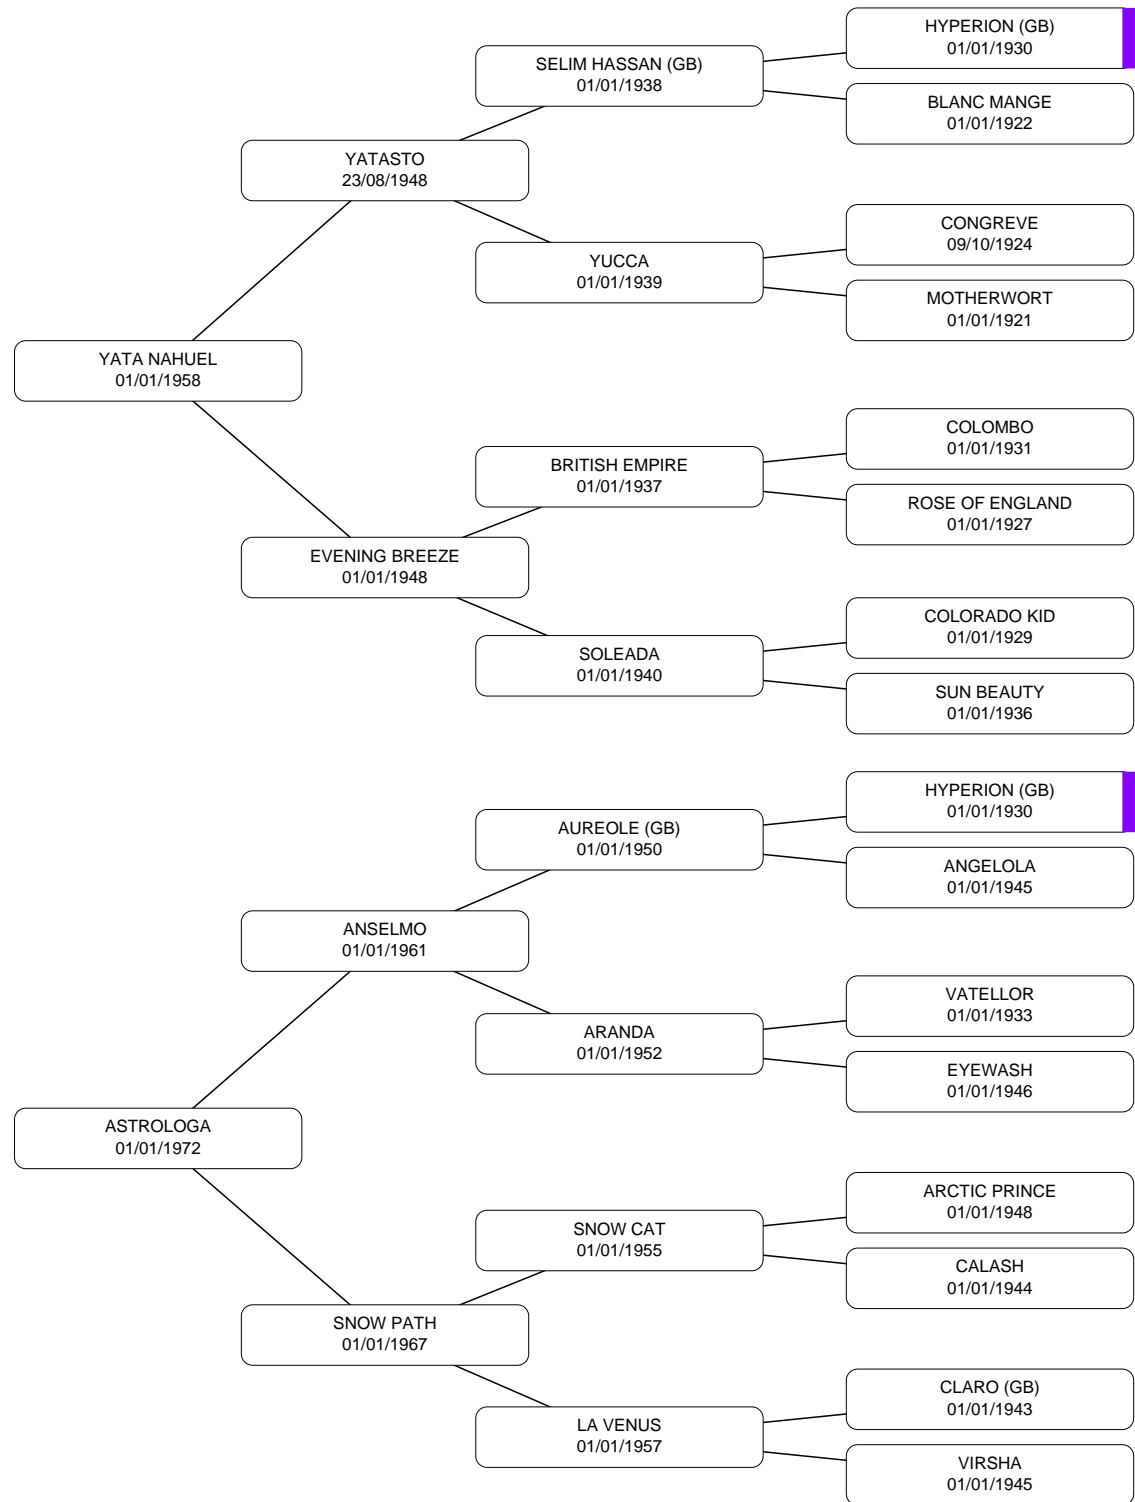 HYPERION (GB)
01/01/1930
SELIM HASSAN (GB)
01/01/1938
BLANC MANGE
01/01/1922
YATASTO
23/08/1948
CONGREVE
09/10/1924
YUCCA
01/01/1939
MOTHERWORT
01/01/1921
YATA NAHUEL
01/01/1958
COLOMBO
01/01/1931
BRITISH EMPIRE
01/01/1937
ROSE OF ENGLAND
01/01/1927
EVENING BREEZE
01/01/1948
COLORADO KID
01/01/1929
SOLEADA
01/01/1940
SUN BEAUTY
01/01/1936
HYPERION (GB)
01/01/1930
AUREOLE (GB)
01/01/1950
ANGELOLA
01/01/1945
ANSELMO
01/01/1961
VATELLOR
01/01/1933
ARANDA
01/01/1952
EYEWASH
01/01/1946
ASTROLOGA
01/01/1972
ARCTIC PRINCE
01/01/1948
SNOW CAT
01/01/1955
CALASH
01/01/1944
SNOW PATH
01/01/1967
CLARO (GB)
01/01/1943
LA VENUS
01/01/1957
VIRSHA
01/01/1945